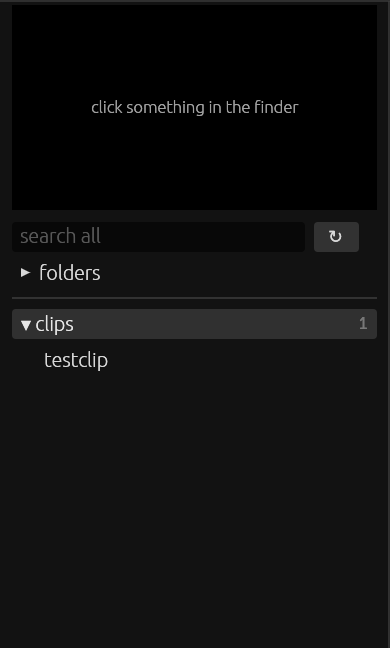 click something in the finder
search all ↻
▶ folders
▼ clips 1
testclip